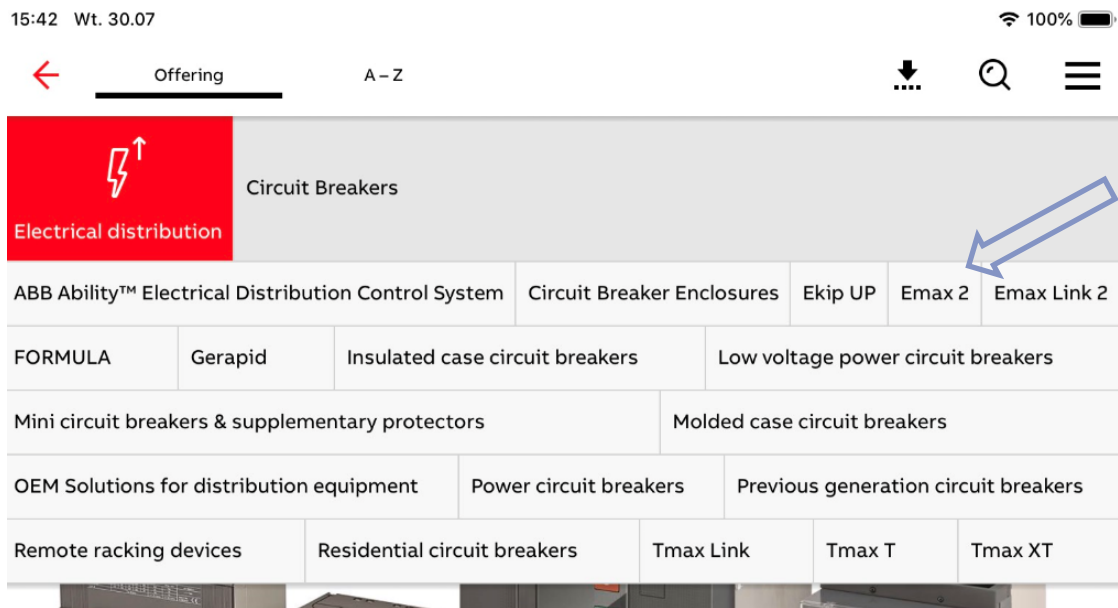 15:42 Wt. 30.07 100%
Offering A – Z
Circuit Breakers
Electrical distribution
ABB Ability™ Electrical Distribution Control System Circuit Breaker Enclosures Ekip UP Emax 2 Emax Link 2
FORMULA Gerapid Insulated case circuit breakers Low voltage power circuit breakers
Mini circuit breakers & supplementary protectors Molded case circuit breakers
OEM Solutions for distribution equipment Power circuit breakers Previous generation circuit breakers
Remote racking devices Residential circuit breakers Tmax Link Tmax T Tmax XT